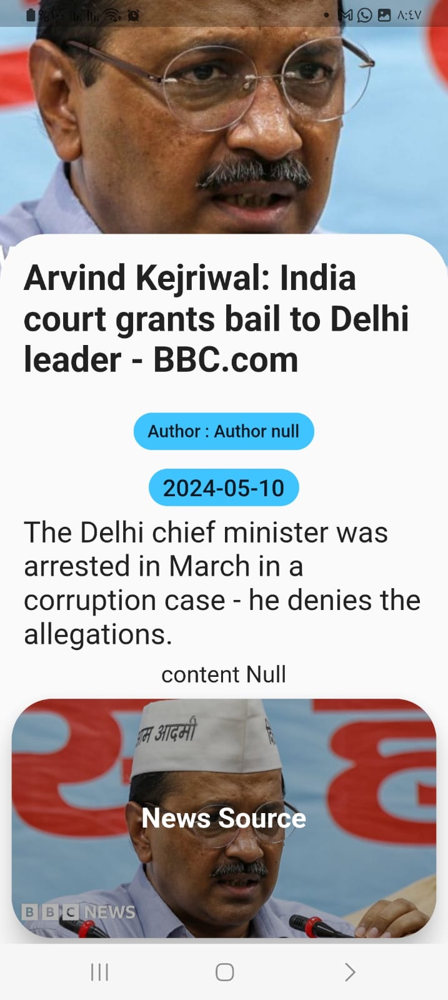 %١٠٠ ٨:٤٧
Arvind Kejriwal: India
court grants bail to Delhi
leader - BBC.com
Author : Author null
2024-05-10
The Delhi chief minister was
arrested in March in a
corruption case - he denies the
allegations.
content Null
आम आदमी
News Source
BBC NEWS